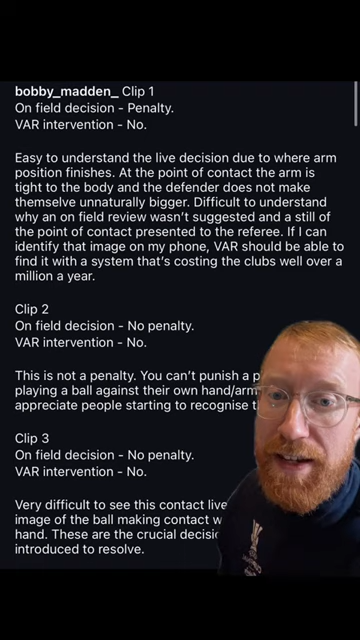 bobby_madden_ Clip 1
On field decision - Penalty.
VAR intervention - No.
Easy to understand the live decision due to where arm
position finishes. At the point of contact the arm is
tight to the body and the defender does not make
themselve unnaturally bigger. Difficult to understand
why an on field review wasn't suggested and a still of
the point of contact presented to the referee. If I can
identify that image on my phone, VAR should be able to
find it with a system that's costing the clubs well over a
million a year.
Clip 2
On field decision - No penalty.
VAR intervention - No.
This is not a penalty. You can't punish a
playing a ball against their own hand/arm
appreciate people starting to recognise
Clip 3
On field decision - No penalty.
VAR intervention - No.
Very difficult to see this contact live
image of the ball making contact
hand. These are the crucial
introduced to resolve.